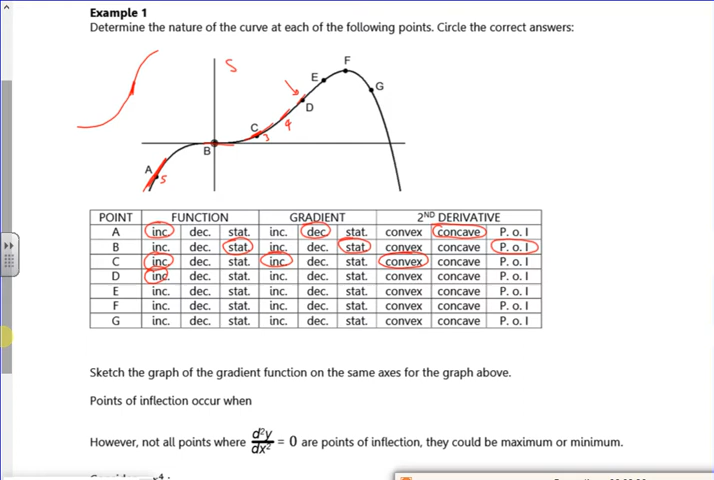 Example 1
Determine the nature of the curve at each of the following points. Circle the correct answers:
S
F
E
G
D
C
4
3
B
A
5
POINT FUNCTION GRADIENT 2ND DERIVATIVE
A inc. dec. stat. inc. dec. stat. convex concave P. o. I
B inc. dec. stat. inc. dec. stat. convex concave P. o. I
C inc. dec. stat. inc. dec. stat. convex concave P. o. I
D inc. dec. stat. inc. dec. stat. convex concave P. o. I
E inc. dec. stat. inc. dec. stat. convex concave P. o. I
F inc. dec. stat. inc. dec. stat. convex concave P. o. I
G inc. dec. stat. inc. dec. stat. convex concave P. o. I
Sketch the graph of the gradient function on the same axes for the graph above.
Points of inflection occur when
However, not all points where d²y/dx² = 0 are points of inflection, they could be maximum or minimum.